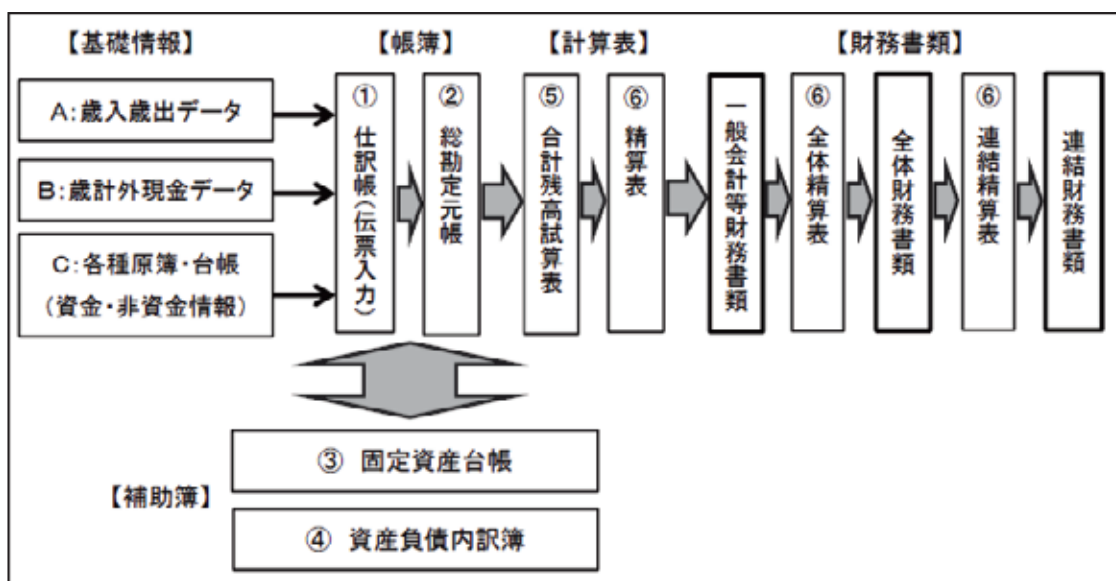 【基礎情報】
【帳簿】
【計算表】
【財務書類】
A:歳入歳出データ
B:歳計外現金データ
C:各種原簿・台帳
(資金・非資金情報)
① 仕訳帳(伝票入力)
② 総勘定元帳
⑤ 合計残高試算表
⑥ 精算表
一般会計等財務書類
⑥ 全体精算表
全体財務書類
⑥ 連結精算表
連結財務書類
③ 固定資産台帳
【補助簿】
④ 資産負債内訳簿